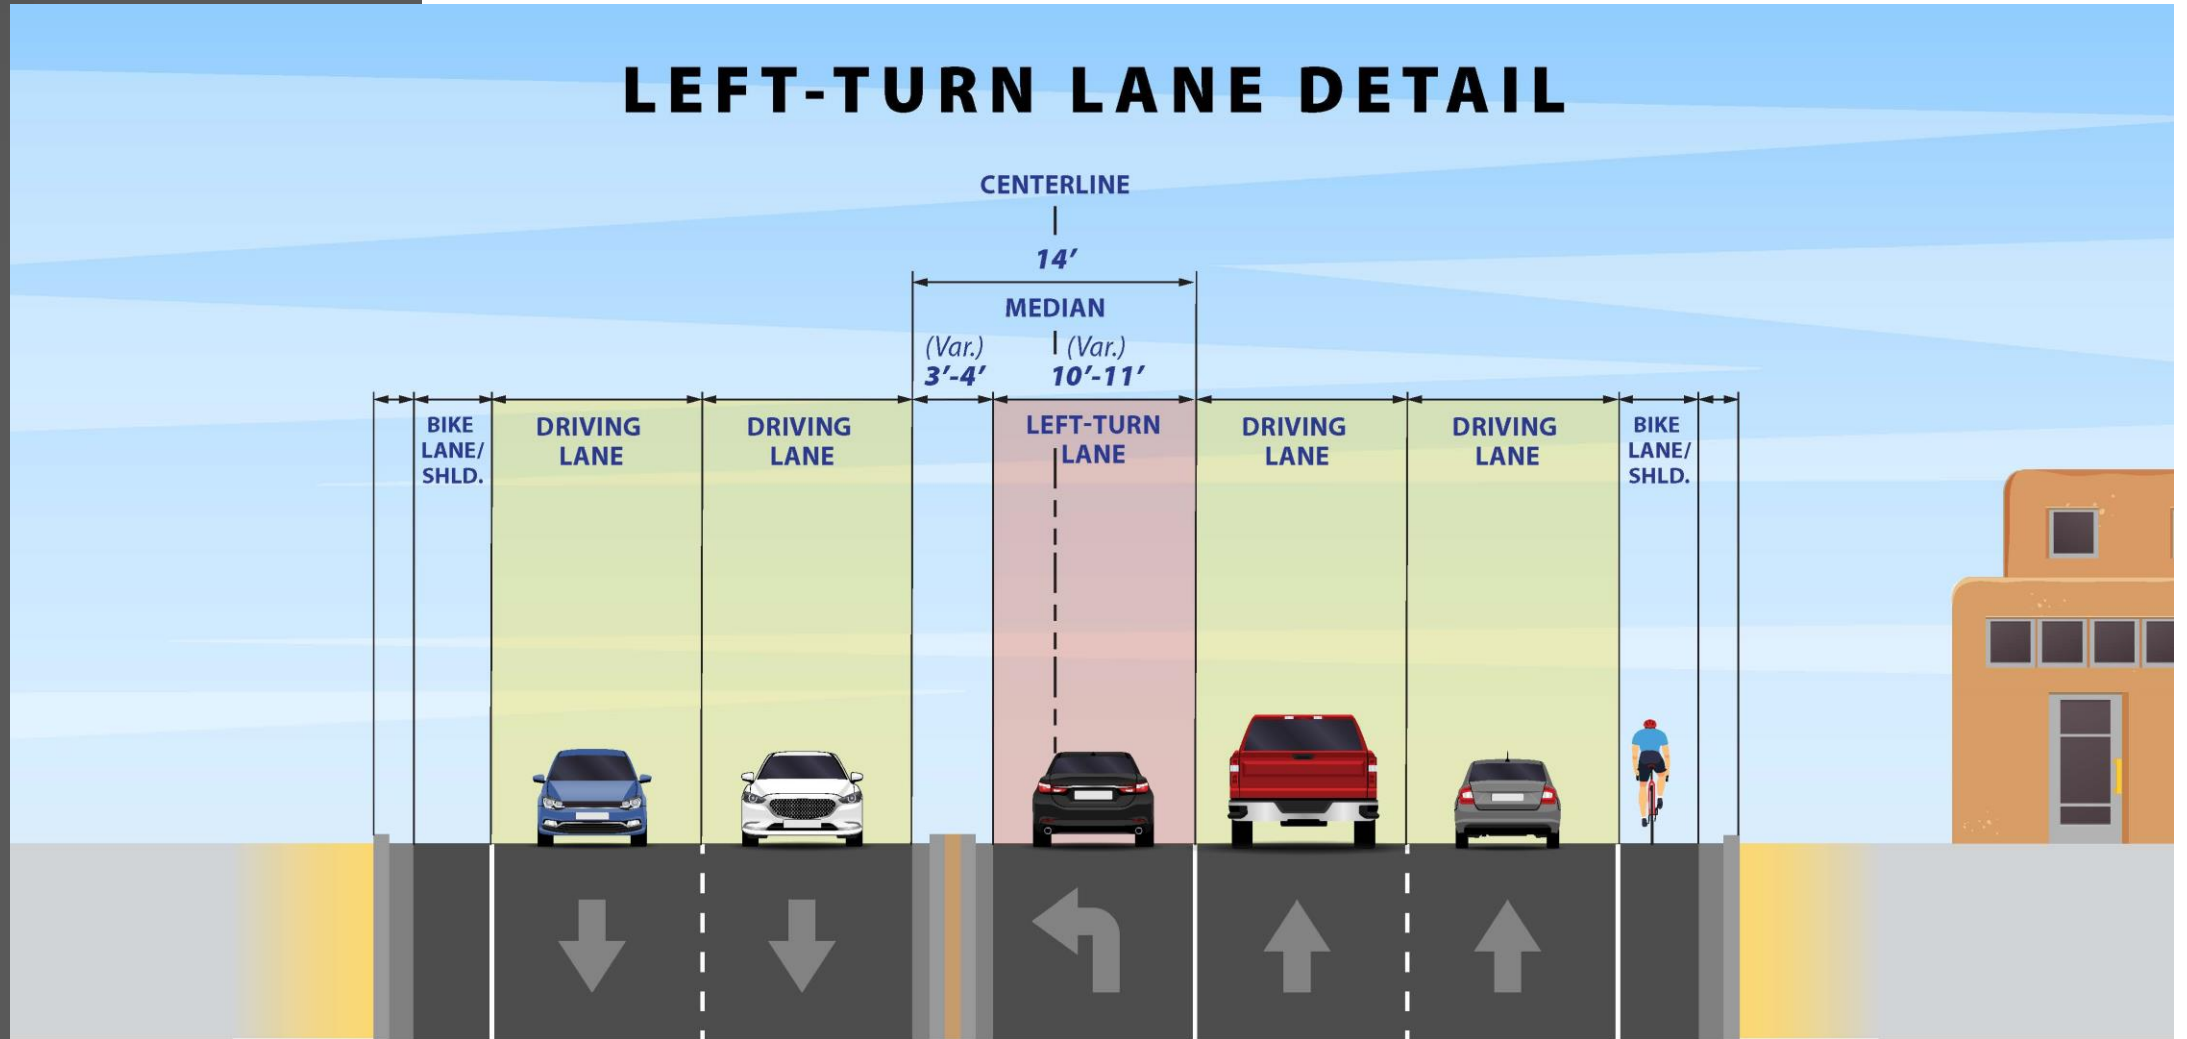 LEFT-TURN LANE DETAIL
CENTERLINE
14’
MEDIAN
(Var.)
3’-4’
(Var.)
10’-11’
BIKE
LANE/
SHLD.
DRIVING
LANE
DRIVING
LANE
LEFT-TURN
LANE
DRIVING
LANE
DRIVING
LANE
BIKE
LANE/
SHLD.